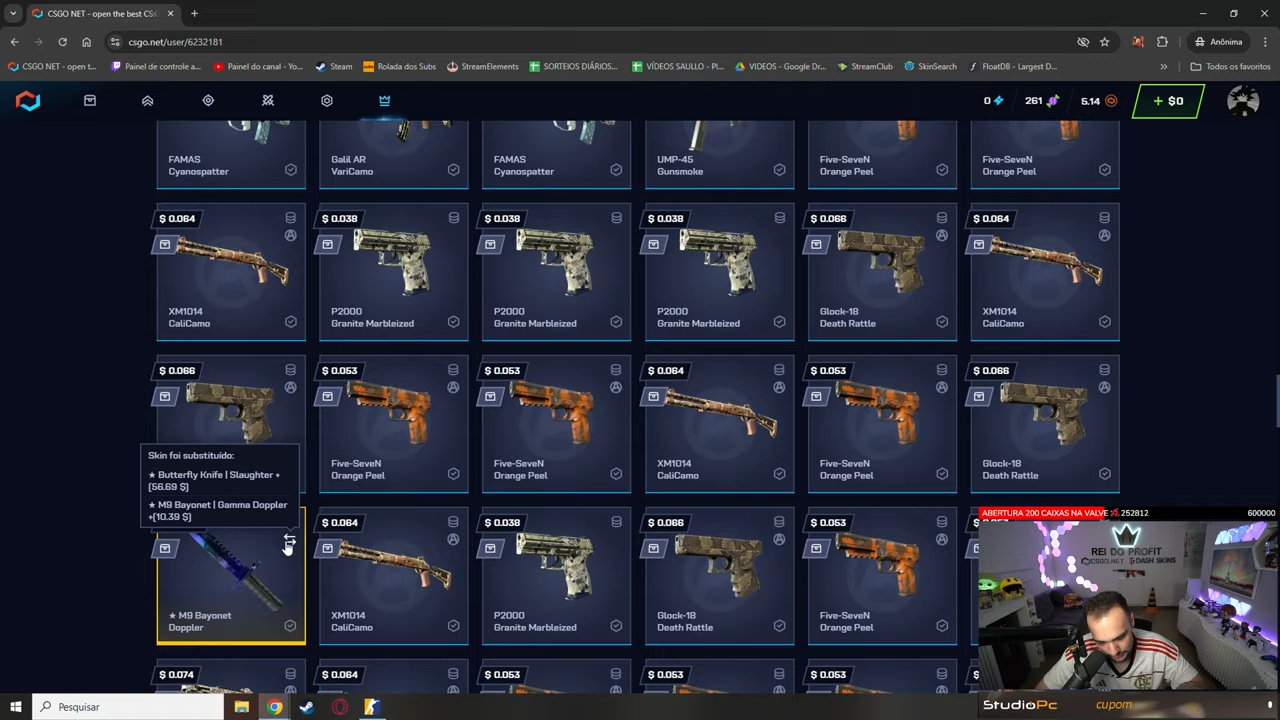 CSGO NET - open the best CS:
csgo.net/user/6232181
Anônima
CSGO NET - open t...
Painel de controle a...
Painel do canal - Yo...
Steam
Rolada dos Subs
StreamElements
SORTEIOS DIÁRIOS...
VÍDEOS SAULLO - Pl...
VIDEOS - Google Dr...
StreamClub
SkinSearch
FloatDB - Largest D...
Todos os favoritos
0
261
5.14
+ $0
FAMAS
Cyanospatter
Galil AR
VariCamo
FAMAS
Cyanospatter
UMP-45
Gunsmoke
Five-SeveN
Orange Peel
Five-SeveN
Orange Peel
$ 0.064
XM1014
CaliCamo
$ 0.038
P2000
Granite Marbleized
$ 0.038
P2000
Granite Marbleized
$ 0.038
P2000
Granite Marbleized
$ 0.066
Glock-18
Death Rattle
$ 0.064
XM1014
CaliCamo
$ 0.066
$ 0.053
Five-SeveN
Orange Peel
$ 0.053
Five-SeveN
Orange Peel
$ 0.064
XM1014
CaliCamo
$ 0.053
Five-SeveN
Orange Peel
$ 0.066
Glock-18
Death Rattle
Skin foi substituído:
★ Butterfly Knife | Slaughter +
(56.69 $)
★ M9 Bayonet | Gamma Doppler
+(10.39 $)
★ M9 Bayonet
Doppler
$ 0.064
XM1014
CaliCamo
$ 0.038
P2000
Granite Marbleized
$ 0.066
Glock-18
Death Rattle
$ 0.053
Five-SeveN
Orange Peel
ABERTURA 200 CAIXAS NA VALVE
252812
600000
REI DO PROFIT
CSGO.NET
DASH SKINS
$ 0.074
$ 0.064
$ 0.053
$ 0.053
$ 0.053
Pesquisar
StudioPc
cupom